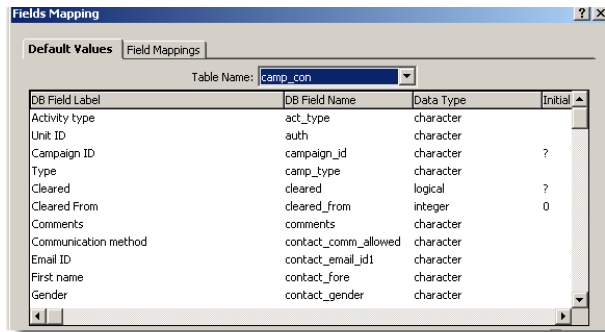 Fields Mapping
Default Values Field Mappings
Table Name: camp_con
DB Field Label DB Field Name Data Type Initial
Activity type act_type character
Unit ID auth character
Campaign ID campaign_id character ?
Type camp_type character
Cleared cleared logical ?
Cleared From cleared_from integer 0
Comments comments character
Communication method contact_comm_allowed character
Email ID contact_email_id1 character
First name contact_fore character
Gender contact_gender character